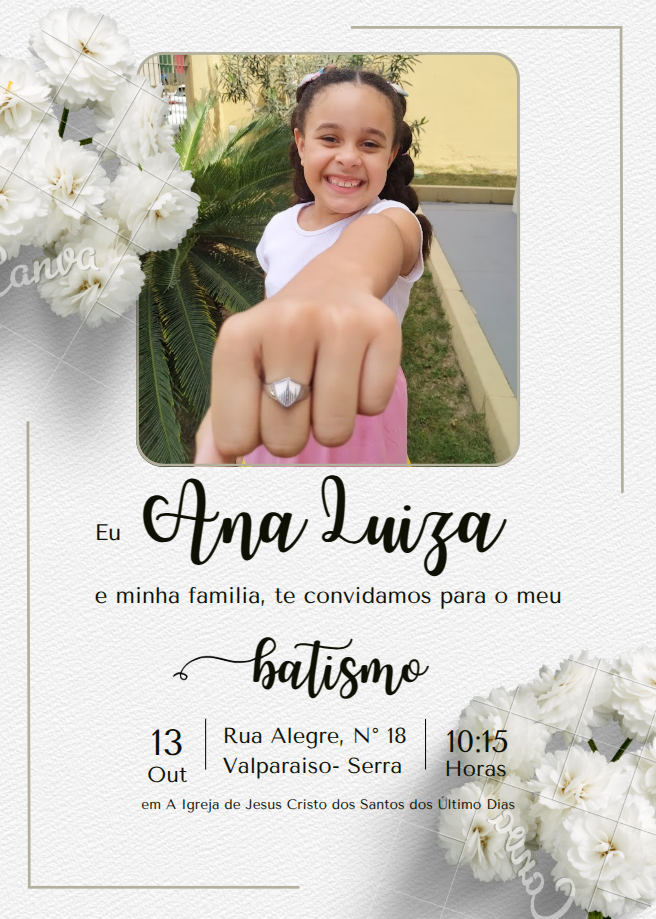 Canva
Eu Ana Luiza
e minha familia, te convidamos para o meu
batismo
13
Out
Rua Alegre, N° 18
Valparaiso- Serra
10:15
Horas
em A Igreja de Jesus Cristo dos Santos dos Último Dias
Canva